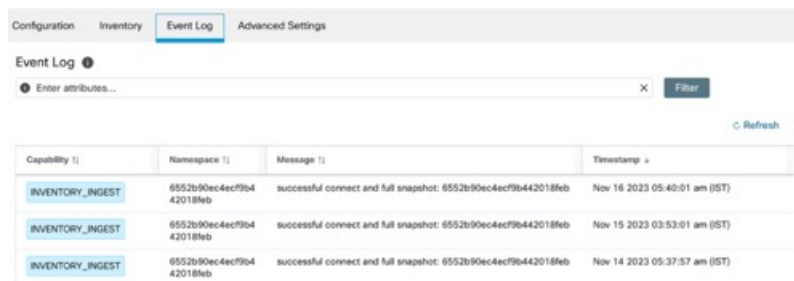 Configuration Inventory Event Log Advanced Settings
Event Log
Enter attributes... Filter
Refresh
Capability Namespace Message Timestamp
INVENTORY_INGEST 6552b90ec4ecf9b4 successful connect and full snapshot: 6552b90ec4ecf9b442018feb Nov 16 2023 05:40:01 am (IST)
42018feb
INVENTORY_INGEST 6552b90ec4ecf9b4 successful connect and full snapshot: 6552b90ec4ecf9b442018feb Nov 15 2023 03:53:01 am (IST)
42018feb
INVENTORY_INGEST 6552b90ec4ecf9b4 successful connect and full snapshot: 6552b90ec4ecf9b442018feb Nov 14 2023 05:37:57 am (IST)
42018feb